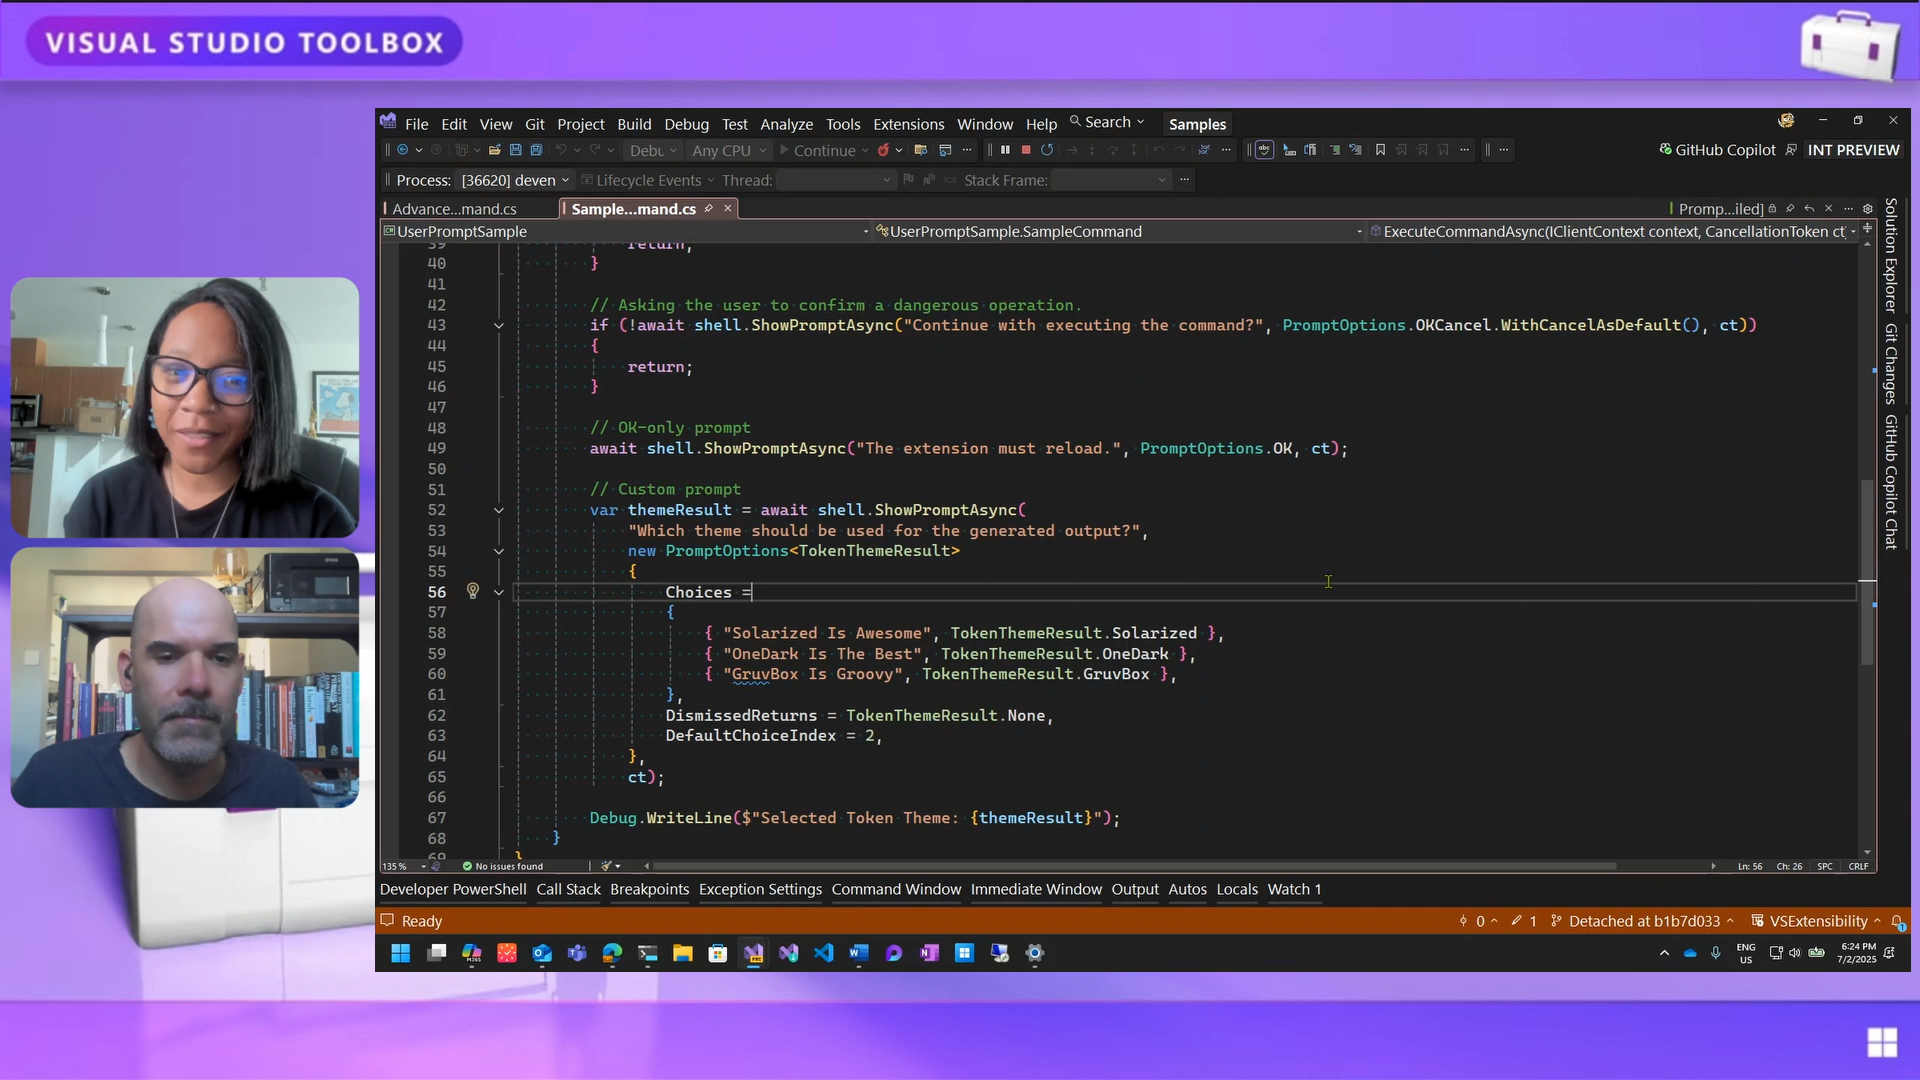 VISUAL STUDIO TOOLBOX
File Edit View Git Project Build Debug Test Analyze Tools Extensions Window Help Search Samples
Debu Any CPU Continue GitHub Copilot INT PREVIEW
Process: [36620] deven Lifecycle Events Thread: Stack Frame:
Advance...mand.cs Sample...mand.cs Promp...iled]
UserPromptSample UserPromptSample.SampleCommand ExecuteCommandAsync(IClientContext context, CancellationToken ct)
39 return;
40 }
41
42 // Asking the user to confirm a dangerous operation.
43 if (!await shell.ShowPromptAsync("Continue with executing the command?", PromptOptions.OKCancel.WithCancelAsDefault(), ct))
44 {
45 return;
46 }
47
48 // OK-only prompt
49 await shell.ShowPromptAsync("The extension must reload.", PromptOptions.OK, ct);
50
51 // Custom prompt
52 var themeResult = await shell.ShowPromptAsync(
53 "Which theme should be used for the generated output?",
54 new PromptOptions<TokenThemeResult>
55 {
56 Choices =
57 {
58 { "Solarized Is Awesome", TokenThemeResult.Solarized },
59 { "OneDark Is The Best", TokenThemeResult.OneDark },
60 { "GruvBox Is Groovy", TokenThemeResult.GruvBox },
61 },
62 DismissedReturns = TokenThemeResult.None,
63 DefaultChoiceIndex = 2,
64 },
65 ct);
66
67 Debug.WriteLine($"Selected Token Theme: {themeResult}");
68 }
69 }
Solution Explorer
Git Changes
GitHub Copilot Chat
135 % No issues found Ln: 56 Ch: 26 SPC CRLF
Developer PowerShell Call Stack Breakpoints Exception Settings Command Window Immediate Window Output Autos Locals Watch 1
Ready 0 1 Detached at b1b7d033 VSExtensibility 1
ENG
US
6:24 PM
7/2/2025